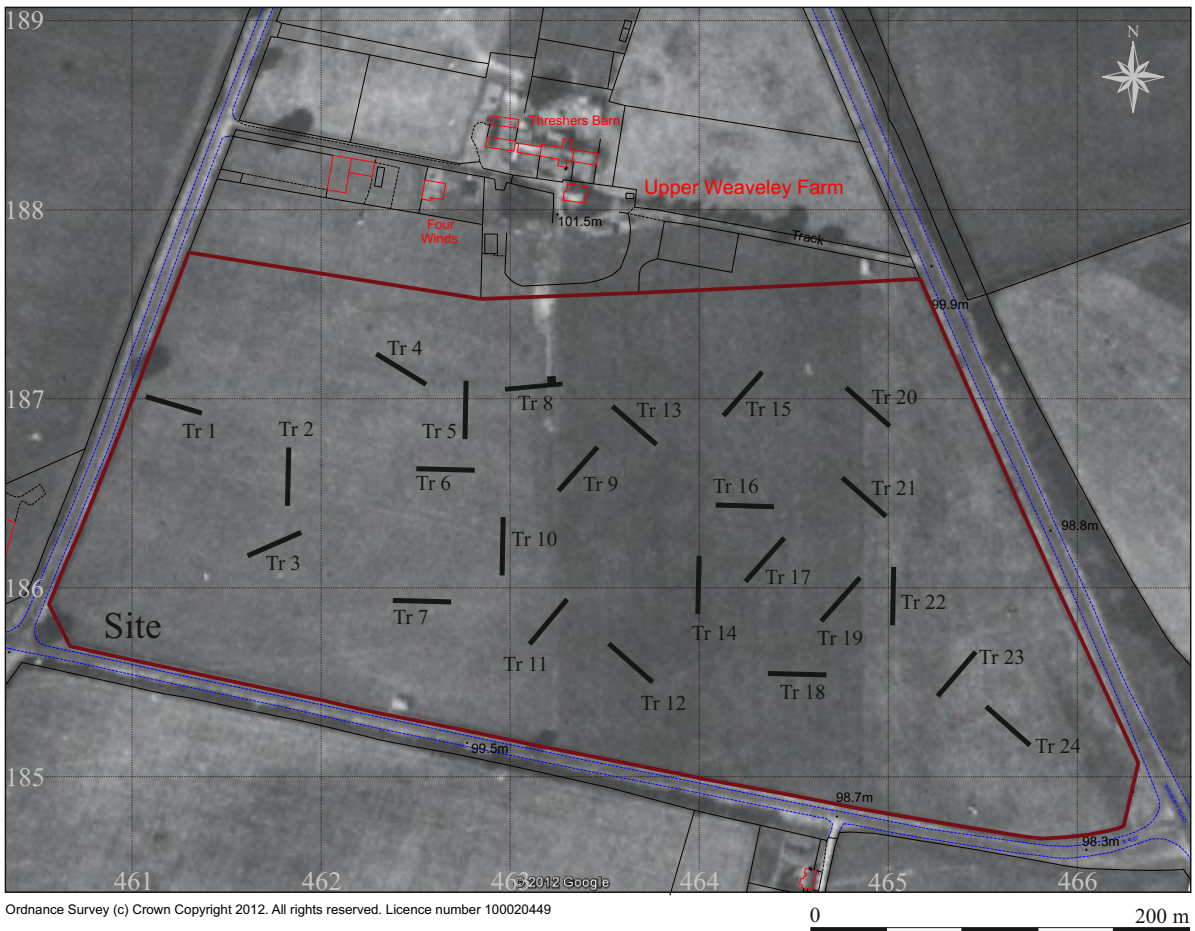 189
N
Threshers Barn
Upper Weaveley Farm
188
Four
Winds
101.5m
Track
99.9m
Tr 4
187
Tr 8
Tr 13
Tr 15
Tr 20
Tr 1
Tr 2
Tr 5
Tr 6
Tr 9
Tr 16
Tr 21
98.8m
Tr 10
Tr 3
Tr 17
186
Tr 7
Tr 14
Tr 19
Tr 22
Site
Tr 11
Tr 12
Tr 18
Tr 23
Tr 24
99.5m
185
98.7m
98.3m
461
462
463
464
465
466
© 2012 Google
Ordnance Survey (c) Crown Copyright 2012. All rights reserved. Licence number 100020449
0
200 m